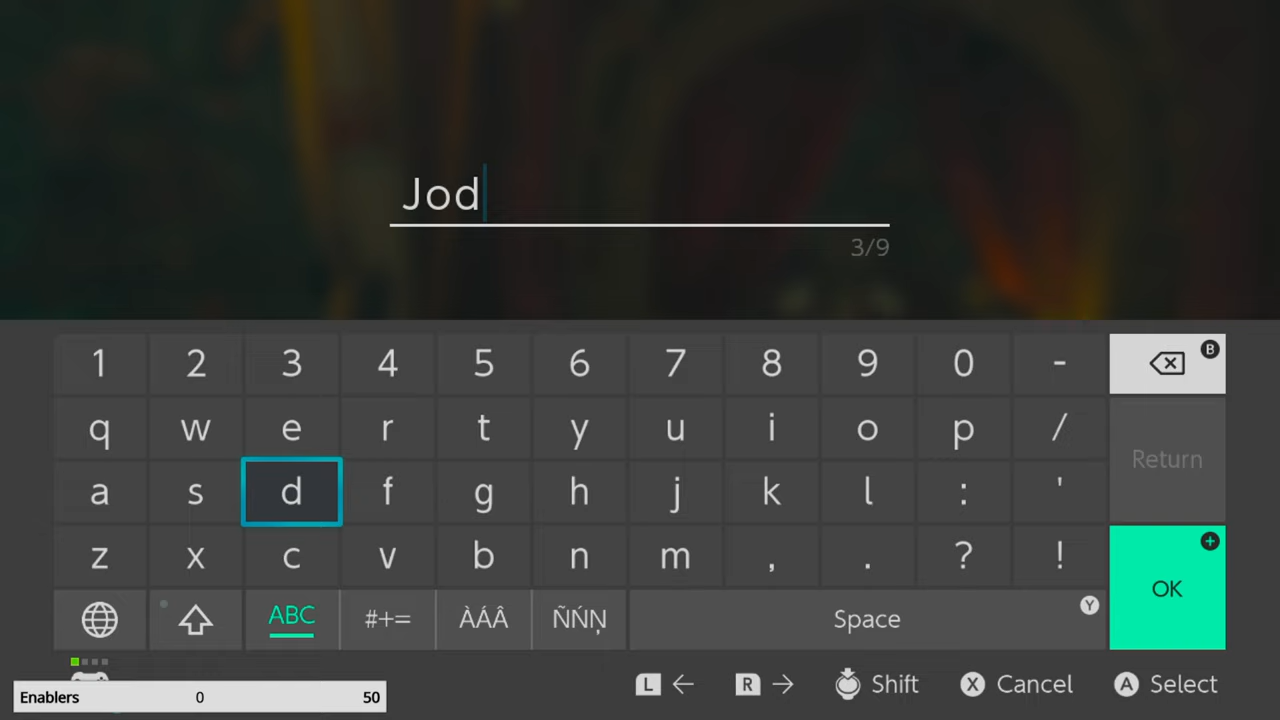 Jod
3/9
1 2 3 4 5 6 7 8 9 0 - B
q w e r t y u i o p /
Return
a s d f g h j k l : '
z x c v b n m , . ? ! +
OK
ABC #+= ÀÁÂ ÑŃŅ Space Y
L ← R → Shift X Cancel A Select
Enablers 0 50